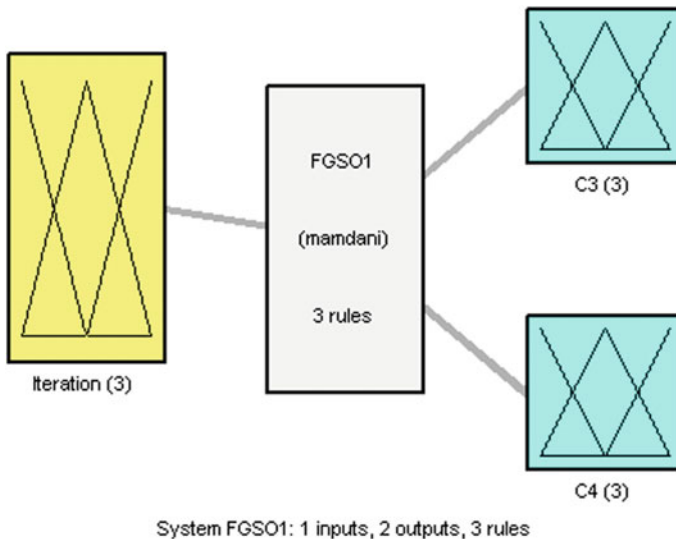 FGSO1
(mamdani)
3 rules
Iteration (3)
C3 (3)
C4 (3)
System FGSO1: 1 inputs, 2 outputs, 3 rules